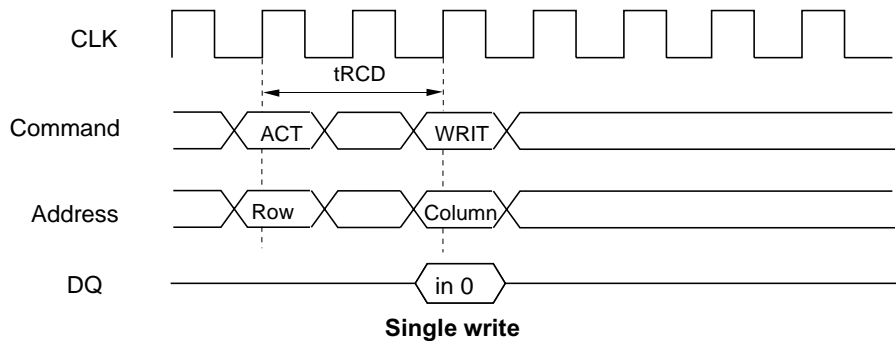 CLK
tRCD
Command ACT WRIT
Address Row Column
DQ in 0
Single write